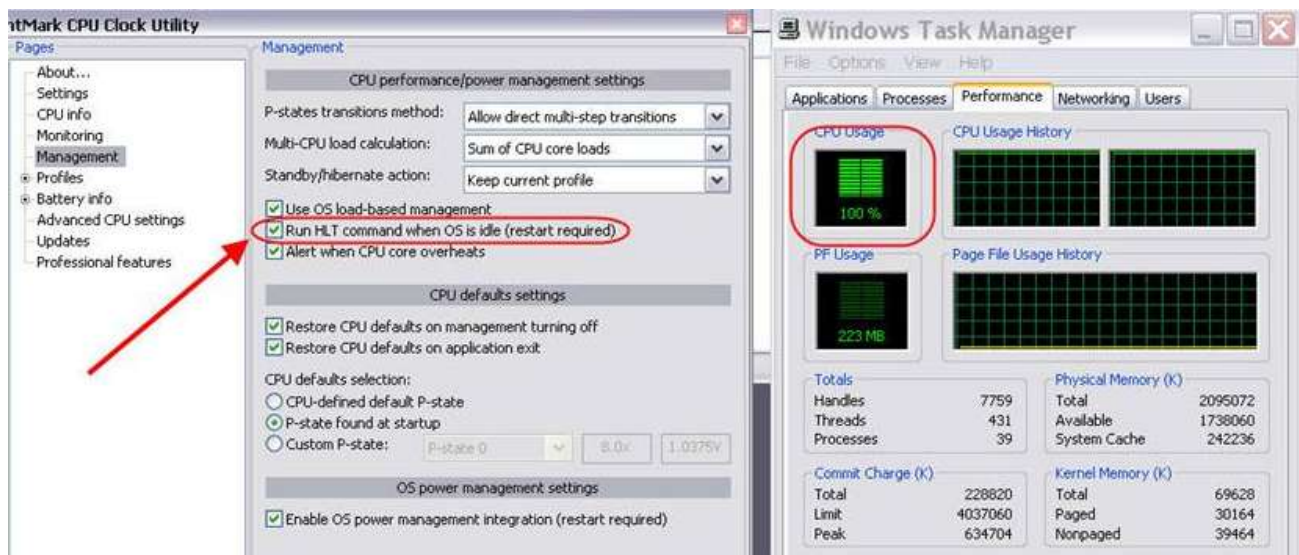 ntMark CPU Clock Utility
Pages
About...
Settings
CPU info
Monitoring
Management
Profiles
Battery info
Advanced CPU settings
Updates
Professional features
Management
CPU performance/power management settings
P-states transitions method: Allow direct multi-step transitions
Multi-CPU load calculation: Sum of CPU core loads
Standby/hibernate action: Keep current profile
Use OS load-based management
Run HLT command when OS is idle (restart required)
Alert when CPU core overheats
CPU defaults settings
Restore CPU defaults on management turning off
Restore CPU defaults on application exit
CPU defaults selection:
CPU-defined default P-state
P-state found at startup
Custom P-state: P-state 0 8.0x 1.0375V
OS power management settings
Enable OS power management integration (restart required)
Windows Task Manager
File Options View Help
Applications Processes Performance Networking Users
CPU Usage CPU Usage History
100 %
PF Usage Page File Usage History
223 MB
Totals
Handles 7759
Threads 431
Processes 39
Physical Memory (K)
Total 2095072
Available 1738060
System Cache 242236
Commit Charge (K)
Total 228820
Limit 4037060
Peak 634704
Kernel Memory (K)
Total 69628
Paged 30164
Nonpaged 39464